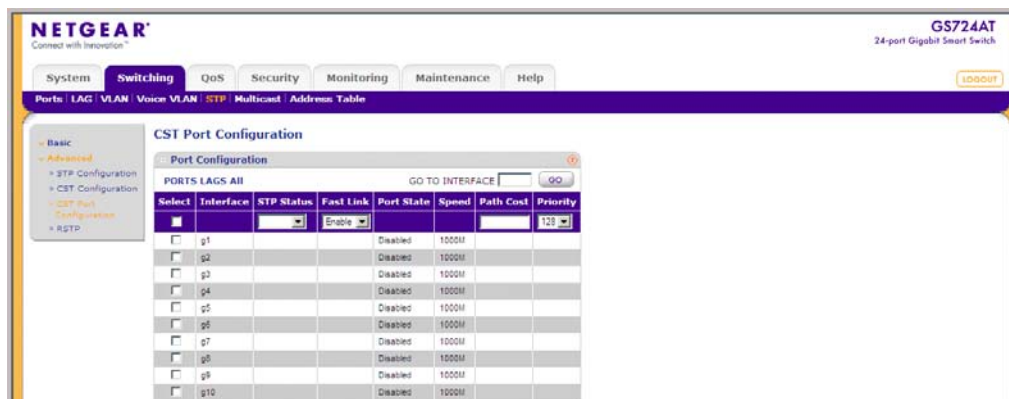 NETGEAR
Connect with Innovation™
GS724AT
24-port Gigabit Smart Switch
System Switching QoS Security Monitoring Maintenance Help
LOGOUT
Ports LAG VLAN Voice VLAN STP Multicast Address Table
Basic
Advanced
STP Configuration
CST Configuration
CST Port
Configuration
RSTP
CST Port Configuration
Port Configuration
PORTS LAGS All GO TO INTERFACE GO
Select Interface STP Status Fast Link Port State Speed Path Cost Priority
Enable 128
g1 Disabled 1000M
g2 Disabled 1000M
g3 Disabled 1000M
g4 Disabled 1000M
g5 Disabled 1000M
g6 Disabled 1000M
g7 Disabled 1000M
g8 Disabled 1000M
g9 Disabled 1000M
g10 Disabled 1000M